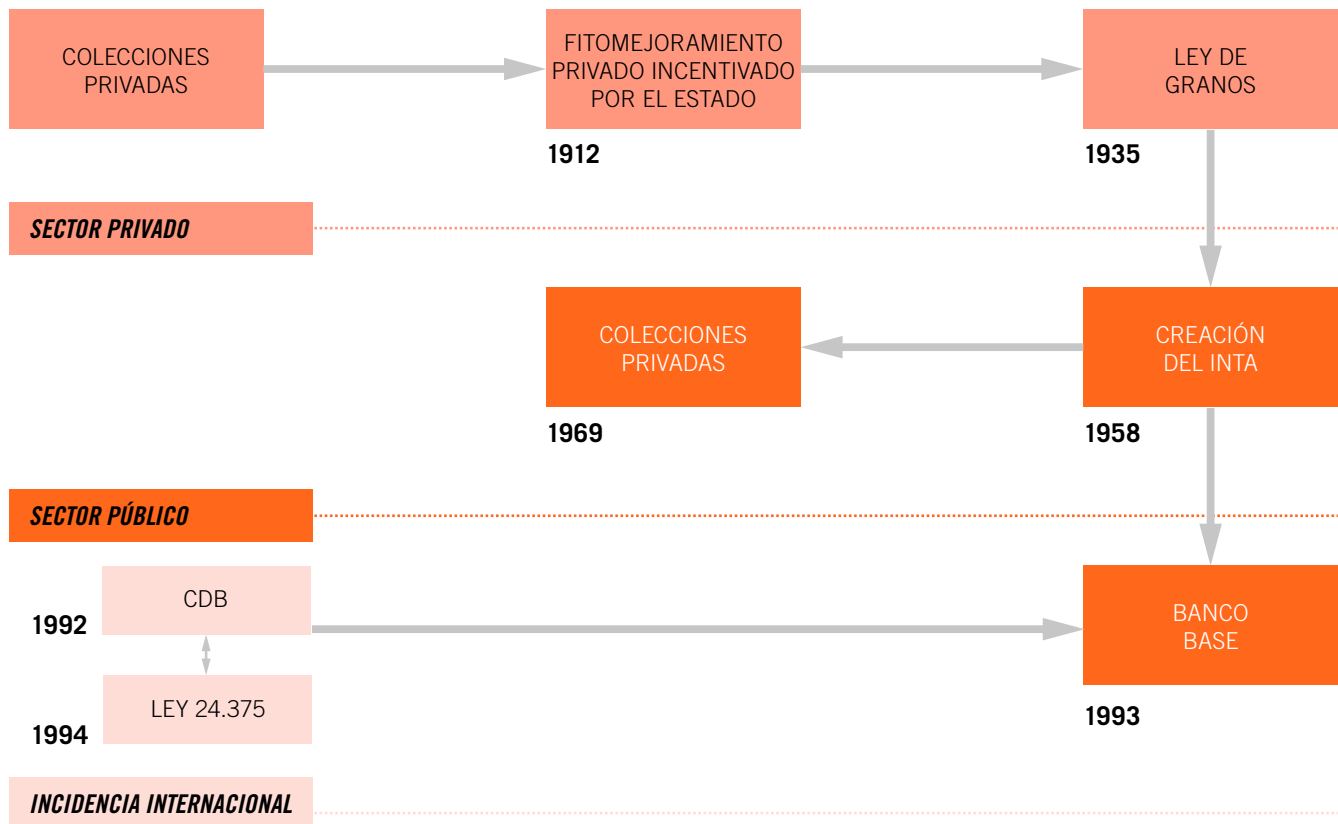 COLECCIONES
PRIVADAS
FITOMEJORAMIENTO
PRIVADO INCENTIVADO
POR EL ESTADO
LEY DE
GRANOS
1912
1935
SECTOR PRIVADO
COLECCIONES
PRIVADAS
CREACIÓN
DEL INTA
1969
1958
SECTOR PÚBLICO
CDB
1992
BANCO
BASE
LEY 24.375
1994
1993
INCIDENCIA INTERNACIONAL